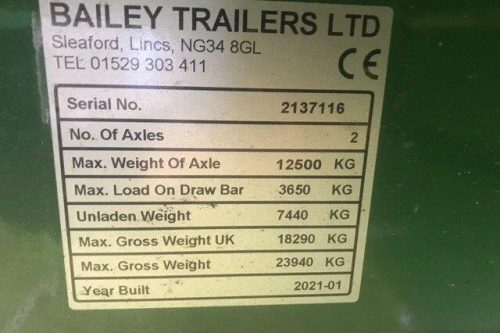 BAILEY TRAILERS LTD
Sleaford, Lincs, NG34 8GL
TEL 01529 303 411
CE
Serial No. 2137116
No. Of Axles 2
Max. Weight Of Axle 12500 KG
Max. Load On Draw Bar 3650 KG
Unladen Weight 7440 KG
Max. Gross Weight UK 18290 KG
Max. Gross Weight 23940 KG
Year Built 2021-01